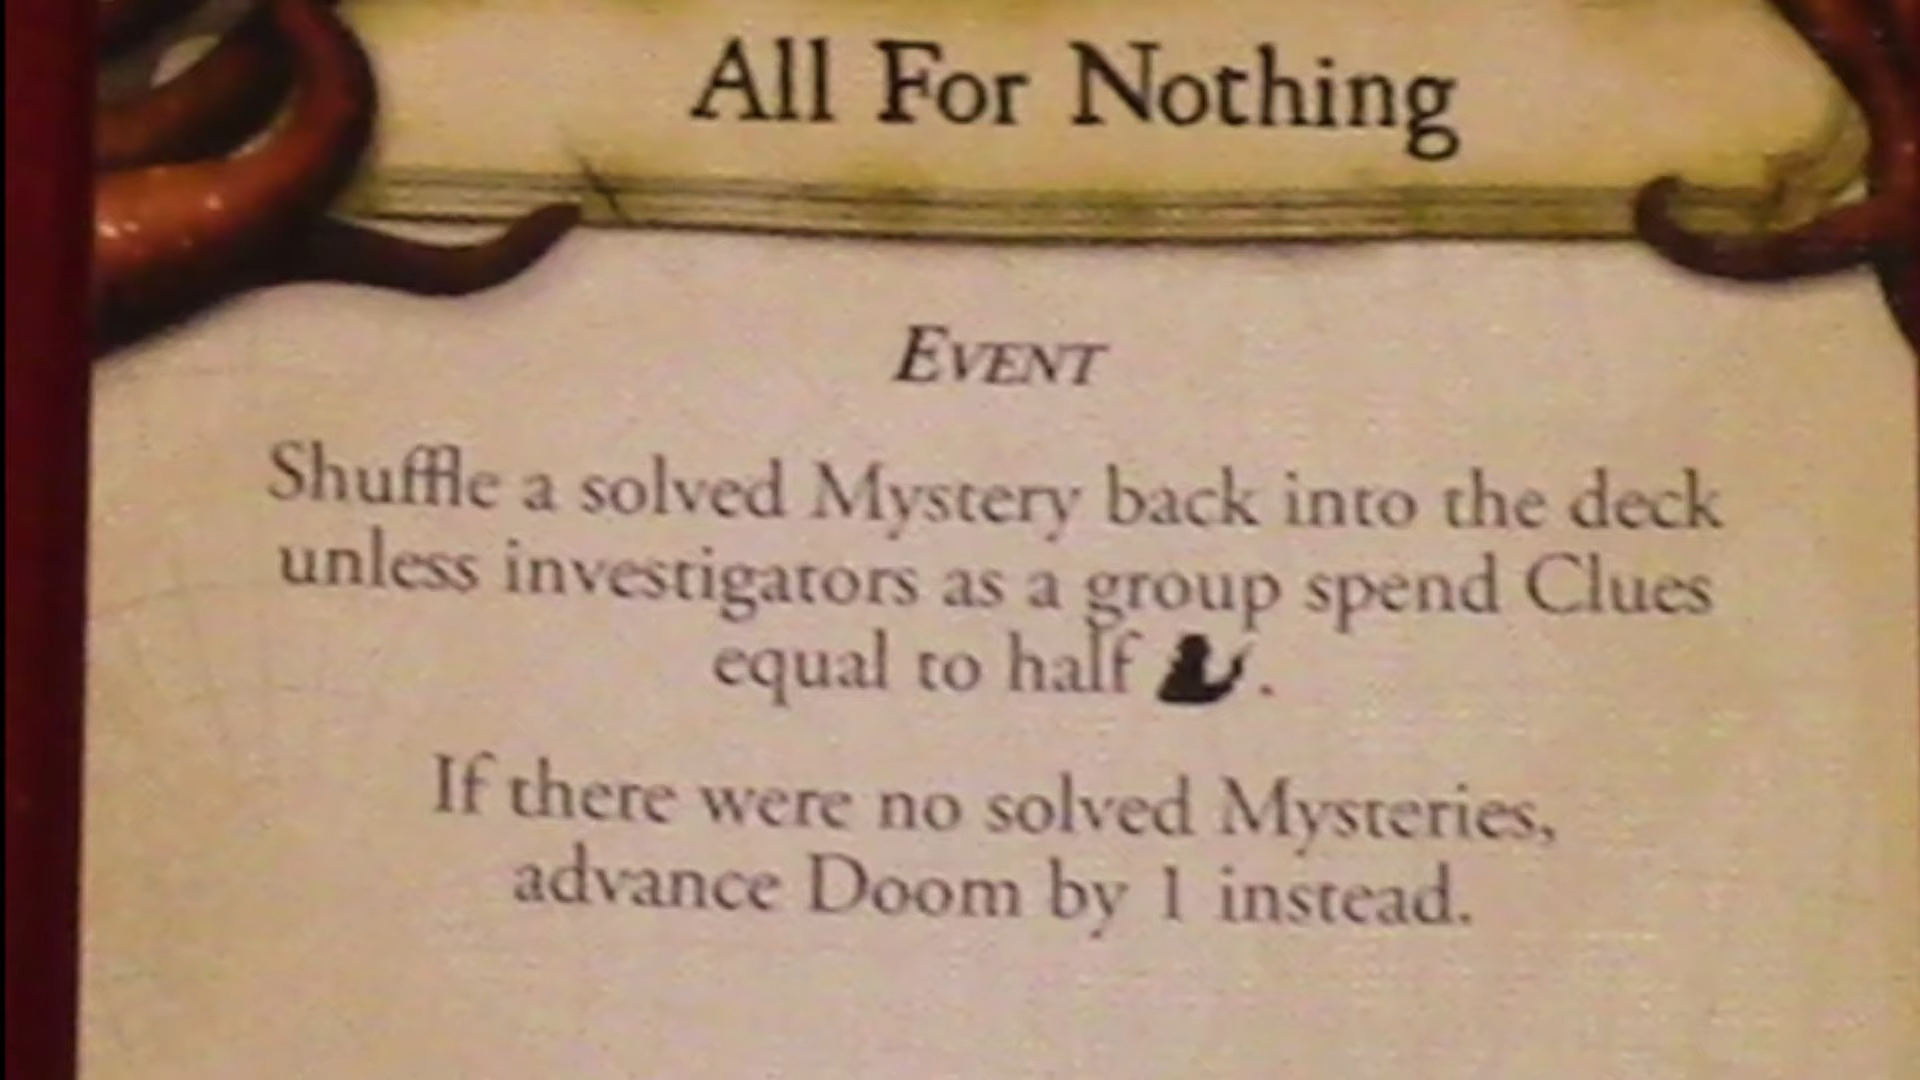 All For Nothing
EVENT
Shuffle a solved Mystery back into the deck
unless investigators as a group spend Clues
equal to half .
If there were no solved Mysteries,
advance Doom by 1 instead.